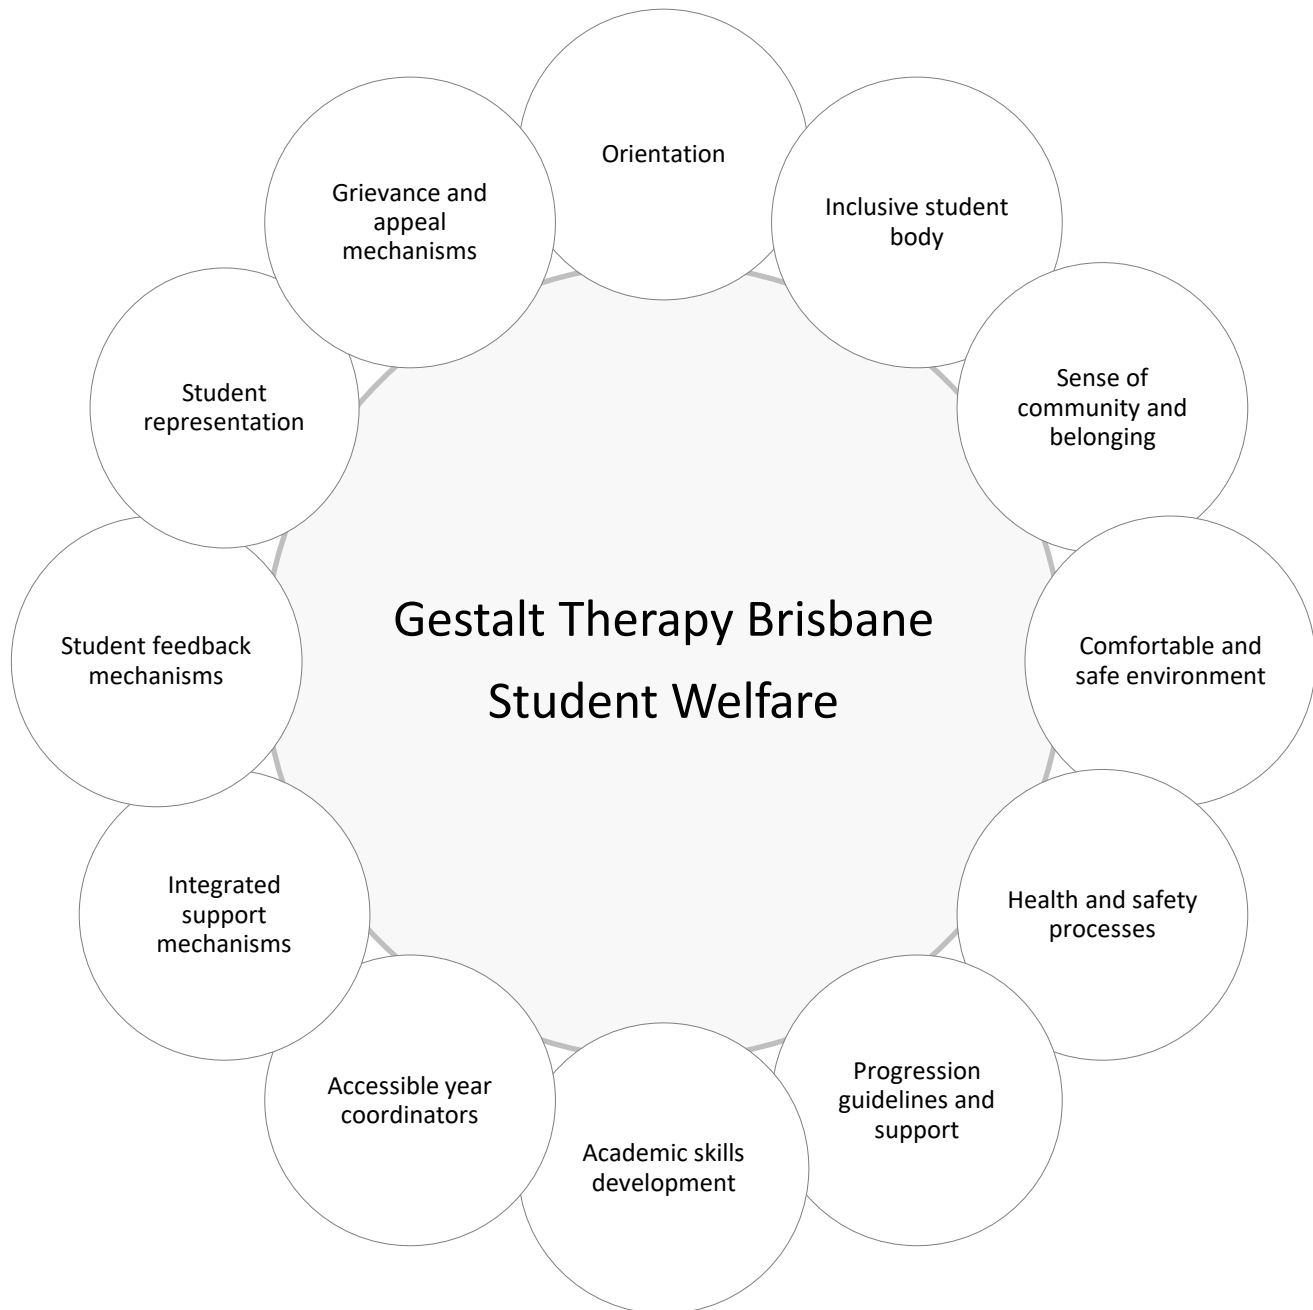 Orientation
Inclusive student
body
Sense of
community and
belonging
Comfortable and
safe environment
Health and safety
processes
Progression
guidelines and
support
Academic skills
development
Accessible year
coordinators
Integrated
support
mechanisms
Student feedback
mechanisms
Student
representation
Grievance and
appeal
mechanisms
Gestalt Therapy Brisbane
Student Welfare